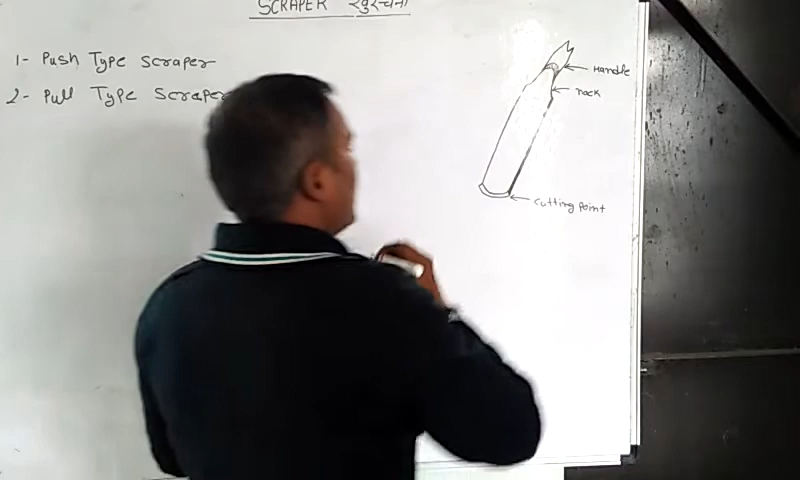 SCRAPER खुरचनी
1- Push Type Scraper
2- Pull Type Scraper
Handle
neck
Cutting point